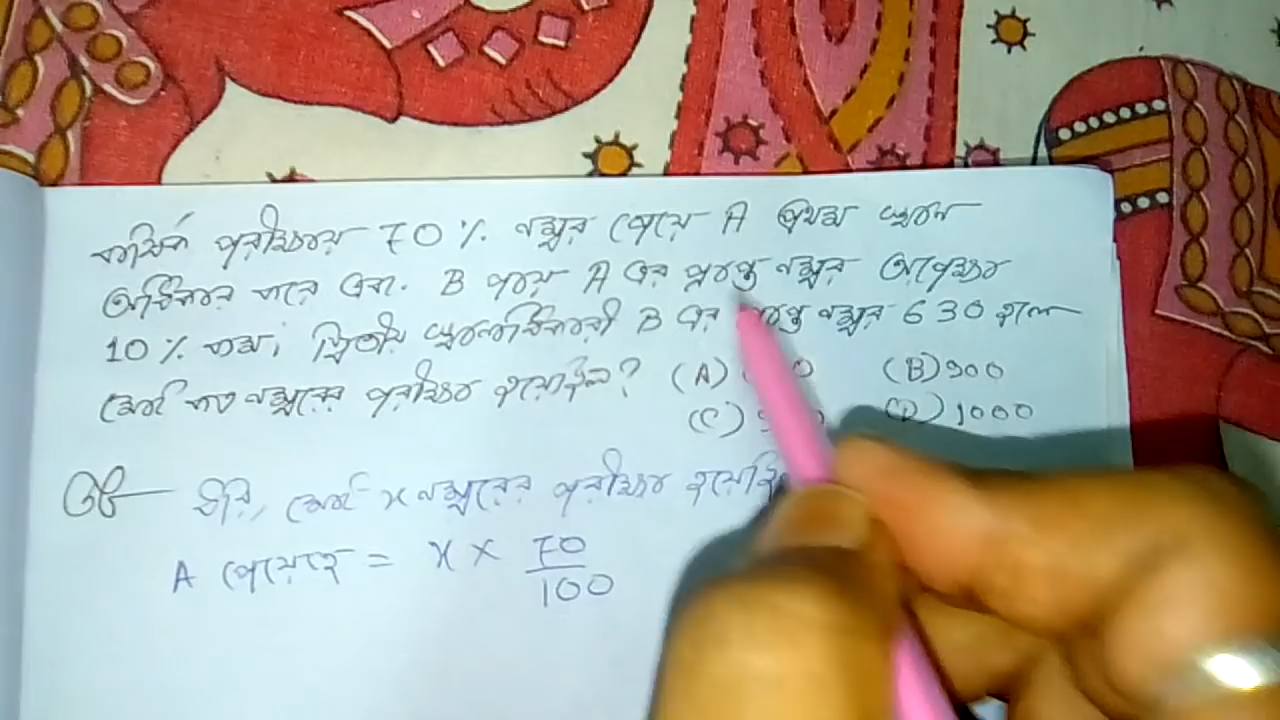 বার্ষিক পরীক্ষায় 70% নম্বর পেয়ে A প্রথম স্থান
অধিকার করে এবং B পায় A এর প্রাপ্ত নম্বর অপেক্ষা
10% কম। দ্বিতীয় স্থানাধিকারী B এর প্রাপ্ত নম্বর 630 হলে
মোট কত নম্বরের পরীক্ষা হয়েছিল? (A) (B) 900
(C) (D) 1000
ধরি, মোট x নম্বরের পরীক্ষা
A পেয়েছে = x × 70/100